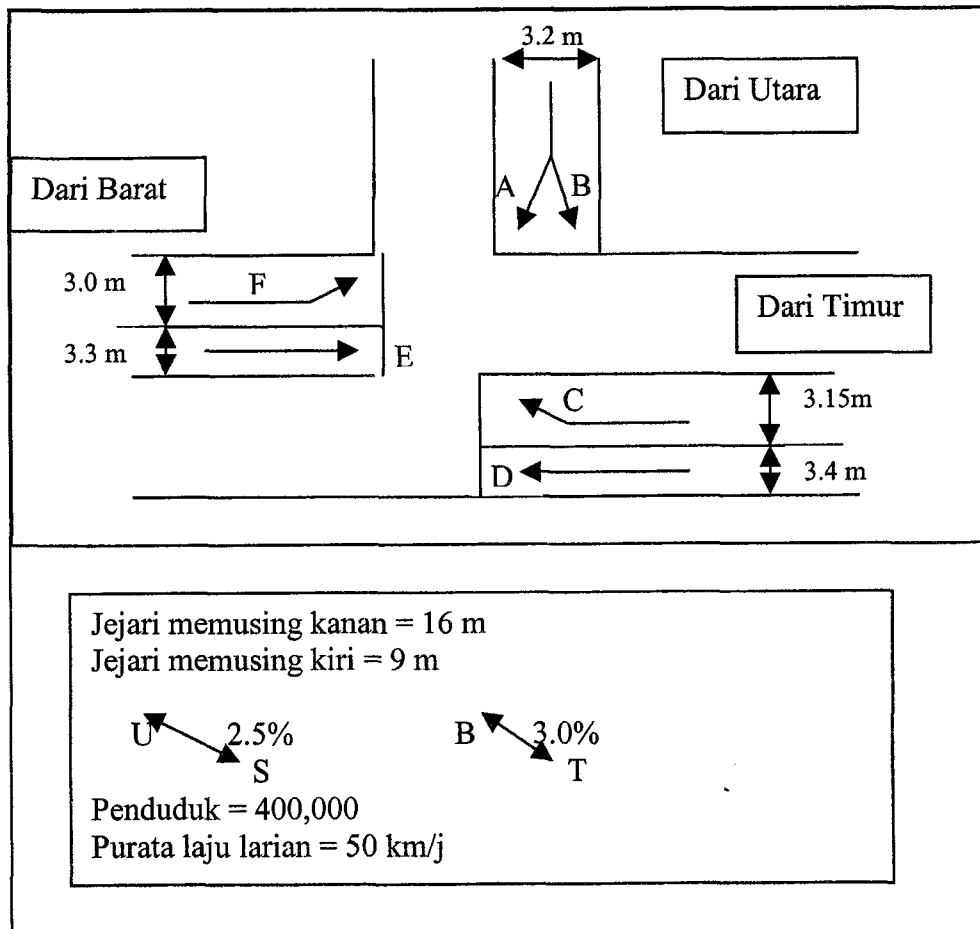 3.2 m
Dari Utara
A B
Dari Barat
3.0 m
F
Dari Timur
3.3 m
E
C
3.15m
D
3.4 m
Jejari memusing kanan = 16 m
Jejari memusing kiri = 9 m
U 2.5% B 3.0%
S T
Penduduk = 400,000
Purata laju larian = 50 km/j